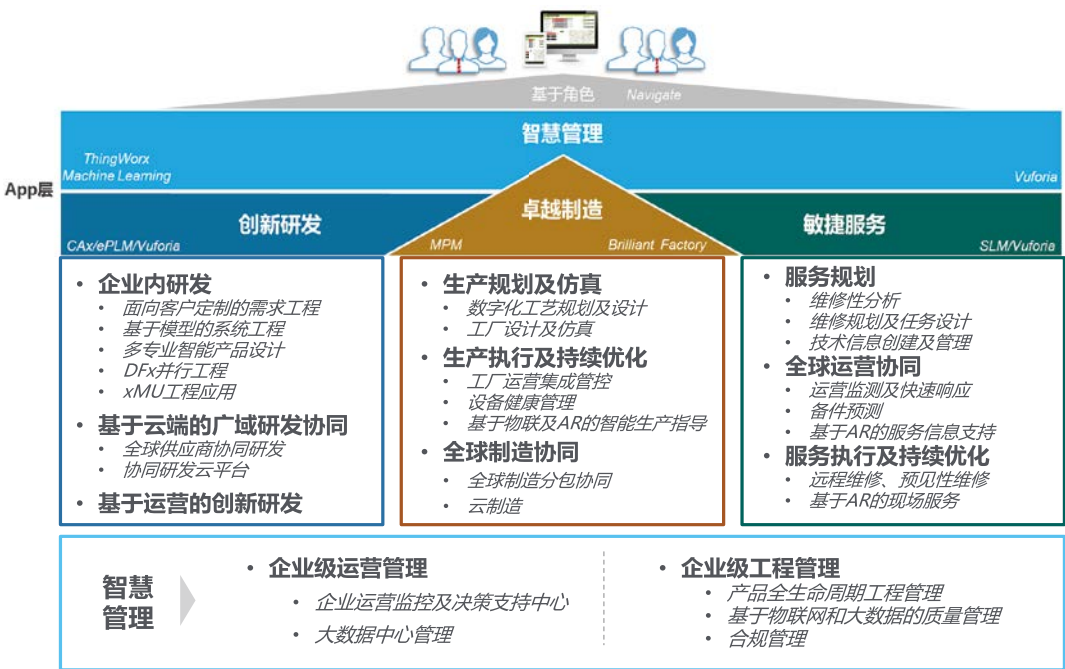 基于角色 Navigate
智慧管理
ThingWorx
Machine Learning
Vuforia
App层
创新研发
CAx/ePLM/Vuforia
卓越制造
MPM
Brilliant Factory
敏捷服务
SLM/Vuforia
• 企业内研发
• 面向客户定制的需求工程
• 基于模型的系统工程
• 多专业智能产品设计
• DFx并行工程
• xMU工程应用
• 基于云端的广域研发协同
• 全球供应商协同研发
• 协同研发云平台
• 基于运营的创新研发
• 生产规划及仿真
• 数字化工艺规划及设计
• 工厂设计及仿真
• 生产执行及持续优化
• 工厂运营集成管控
• 设备健康管理
• 基于物联及AR的智能生产指导
• 全球制造协同
• 全球制造分包协同
• 云制造
• 服务规划
• 维修性分析
• 维修规划及任务设计
• 技术信息创建及管理
• 全球运营协同
• 运营监测及快速响应
• 备件预测
• 基于AR的服务信息支持
• 服务执行及持续优化
• 远程维修、预见性维修
• 基于AR的现场服务
智慧
管理
• 企业级运营管理
• 企业运营监控及决策支持中心
• 大数据中心管理
• 企业级工程管理
• 产品全生命周期工程管理
• 基于物联网和大数据的质量管理
• 合规管理